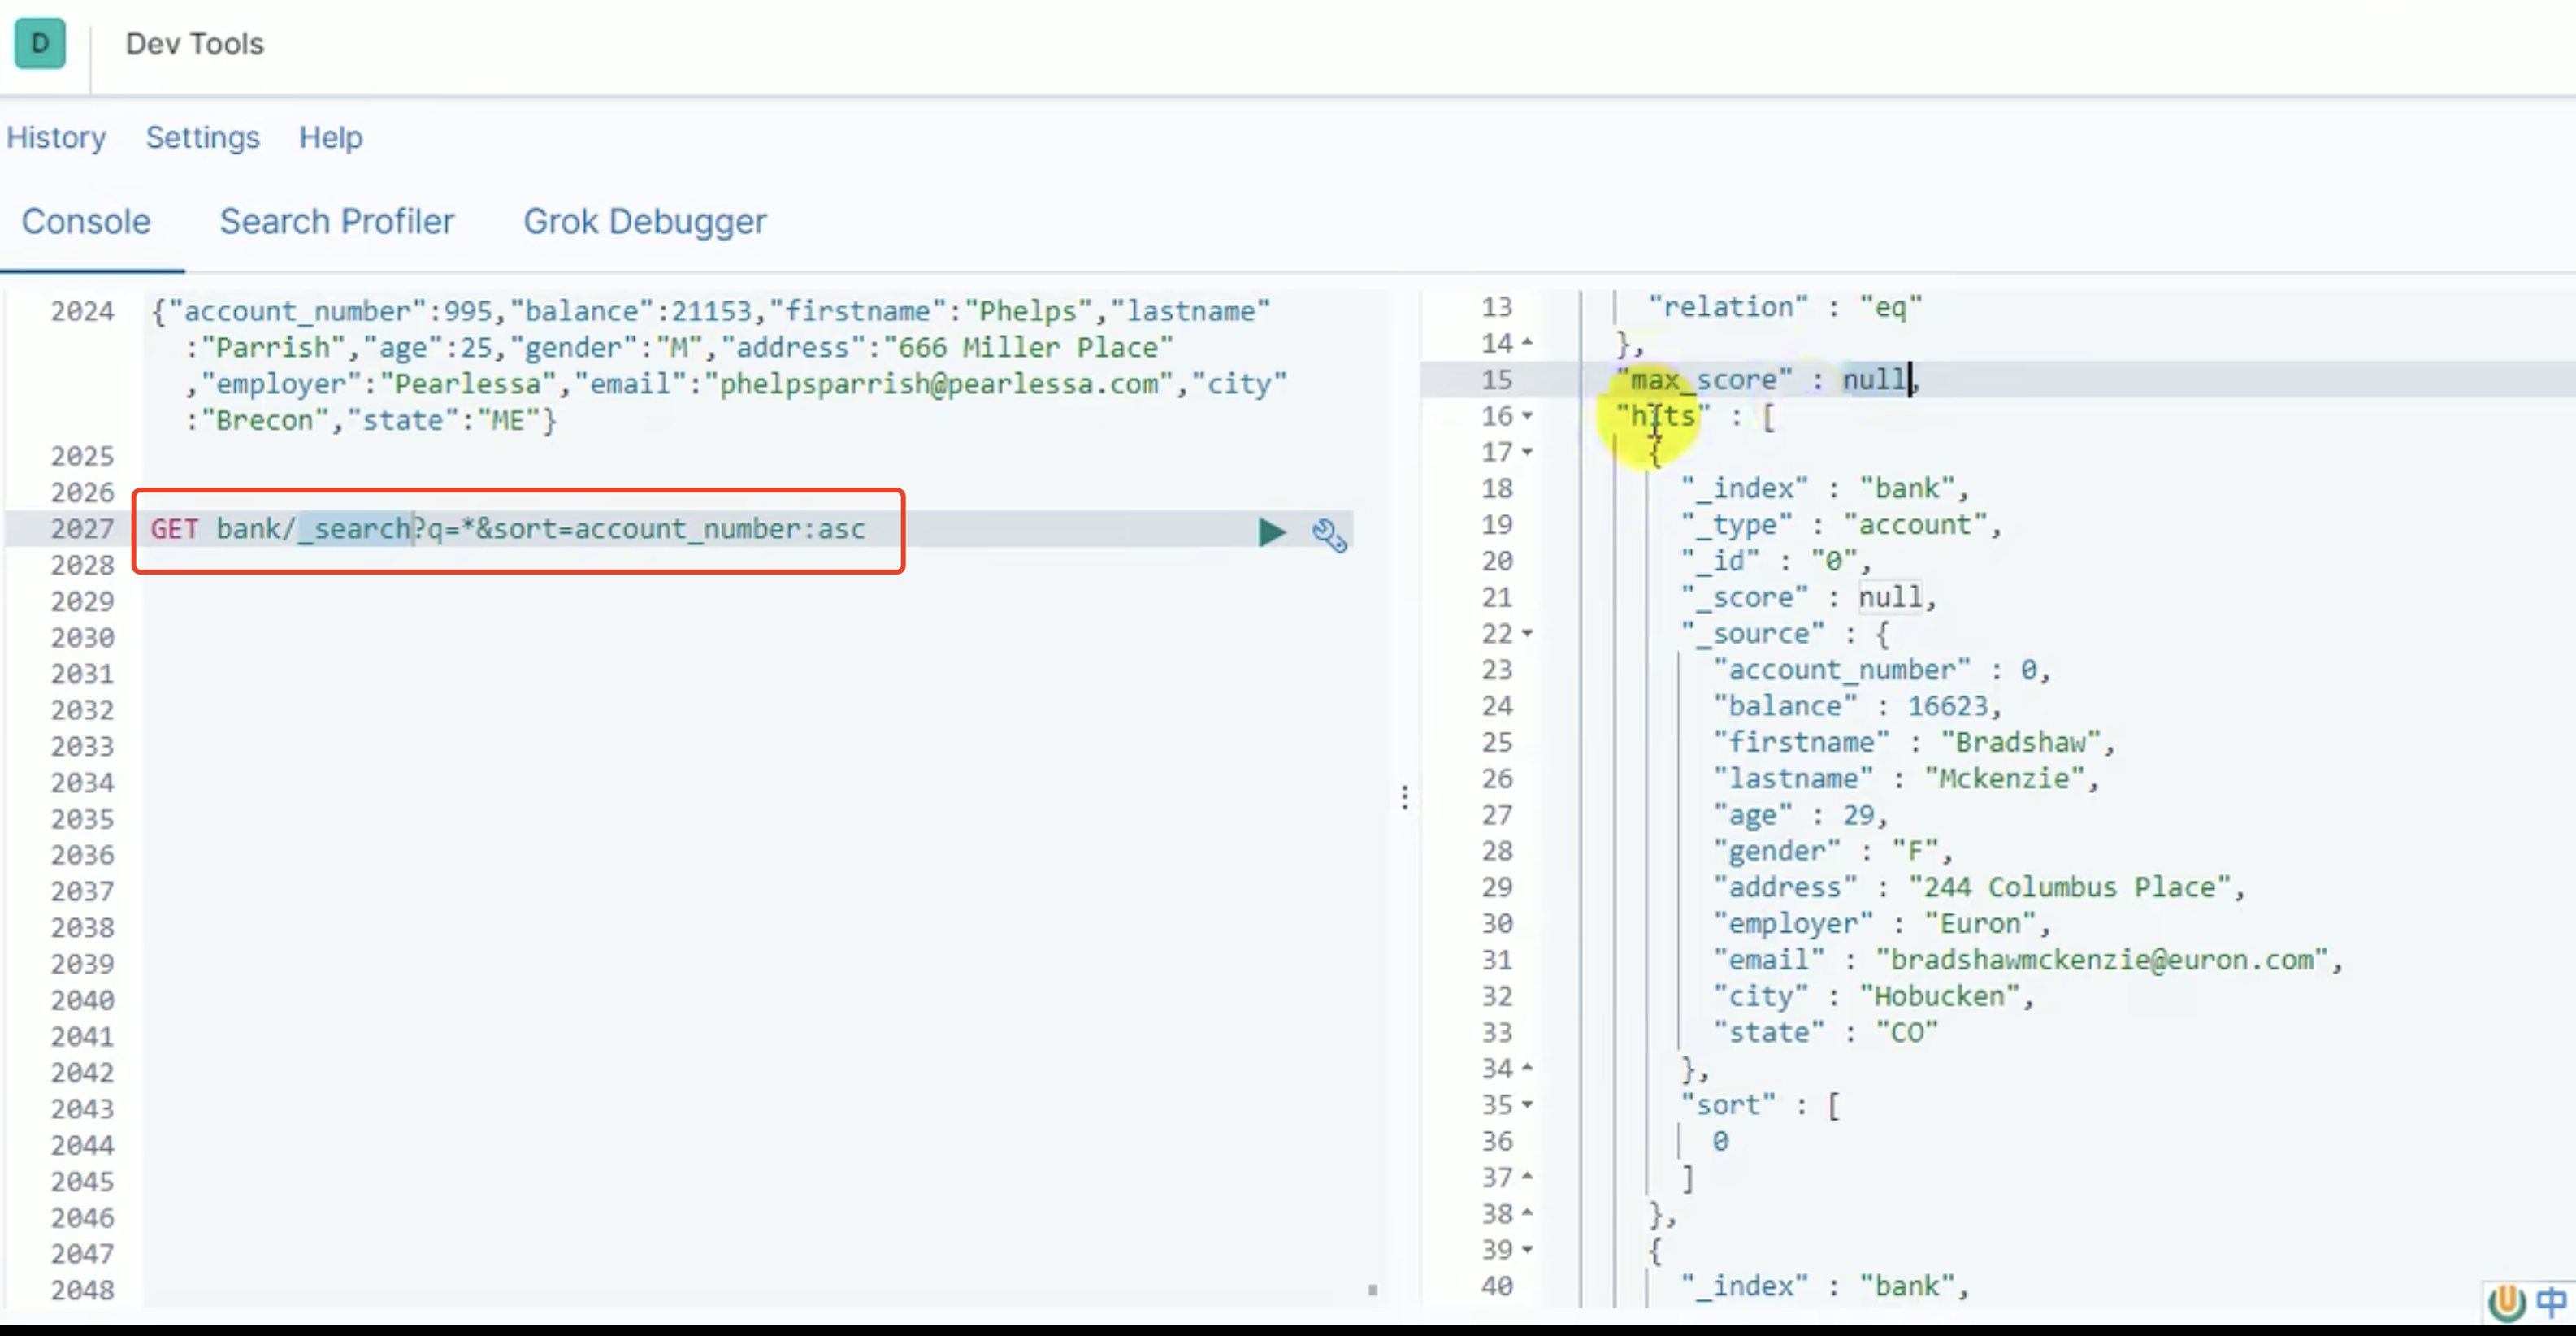 D
Dev Tools
History Settings Help
Console Search Profiler Grok Debugger
2024 {"account_number":995,"balance":21153,"firstname":"Phelps","lastname"
:"Parrish","age":25,"gender":"M","address":"666 Miller Place"
,"employer":"Pearlessa","email":"phelpsparrish@pearlessa.com","city"
:"Brecon","state":"ME"}
2025
2026
2027 GET bank/_search?q=*&sort=account_number:asc
2028
2029
2030
2031
2032
2033
2034
2035
2036
2037
2038
2039
2040
2041
2042
2043
2044
2045
2046
2047
2048
13 "relation" : "eq"
14 },
15 "max_score" : null,
16 "hits" : [
17 {
18 "_index" : "bank",
19 "_type" : "account",
20 "_id" : "0",
21 "_score" : null,
22 "_source" : {
23 "account_number" : 0,
24 "balance" : 16623,
25 "firstname" : "Bradshaw",
26 "lastname" : "Mckenzie",
27 "age" : 29,
28 "gender" : "F",
29 "address" : "244 Columbus Place",
30 "employer" : "Euron",
31 "email" : "bradshawmckenzie@euron.com",
32 "city" : "Hobucken",
33 "state" : "CO"
34 },
35 "sort" : [
36 0
37 ]
38 },
39 {
40 "_index" : "bank",
中